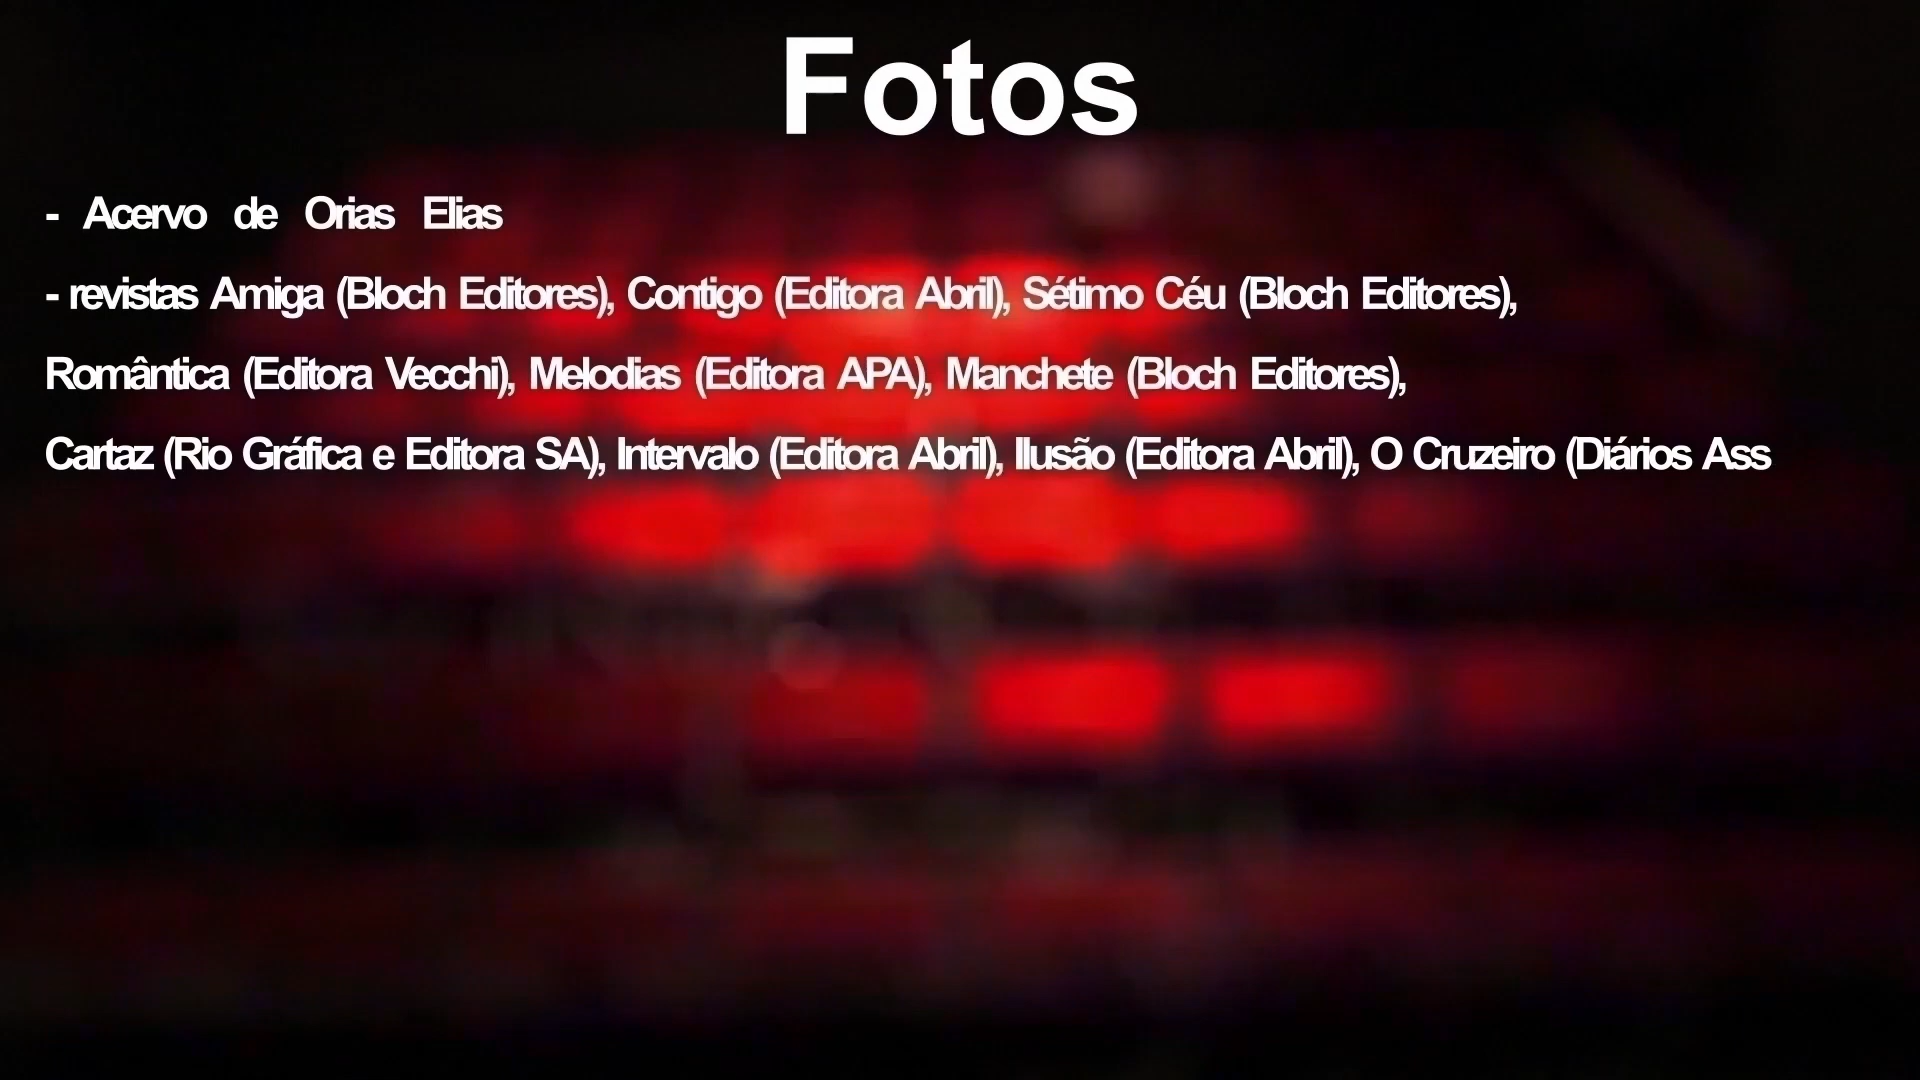 Fotos
- Acervo de Orias Elias
- revistas Amiga (Bloch Editores), Contigo (Editora Abril), Sétimo Céu (Bloch Editores),
Romântica (Editora Vecchi), Melodias (Editora APA), Manchete (Bloch Editores),
Cartaz (Rio Gráfica e Editora SA), Intervalo (Editora Abril), Ilusão (Editora Abril), O Cruzeiro (Diários Ass